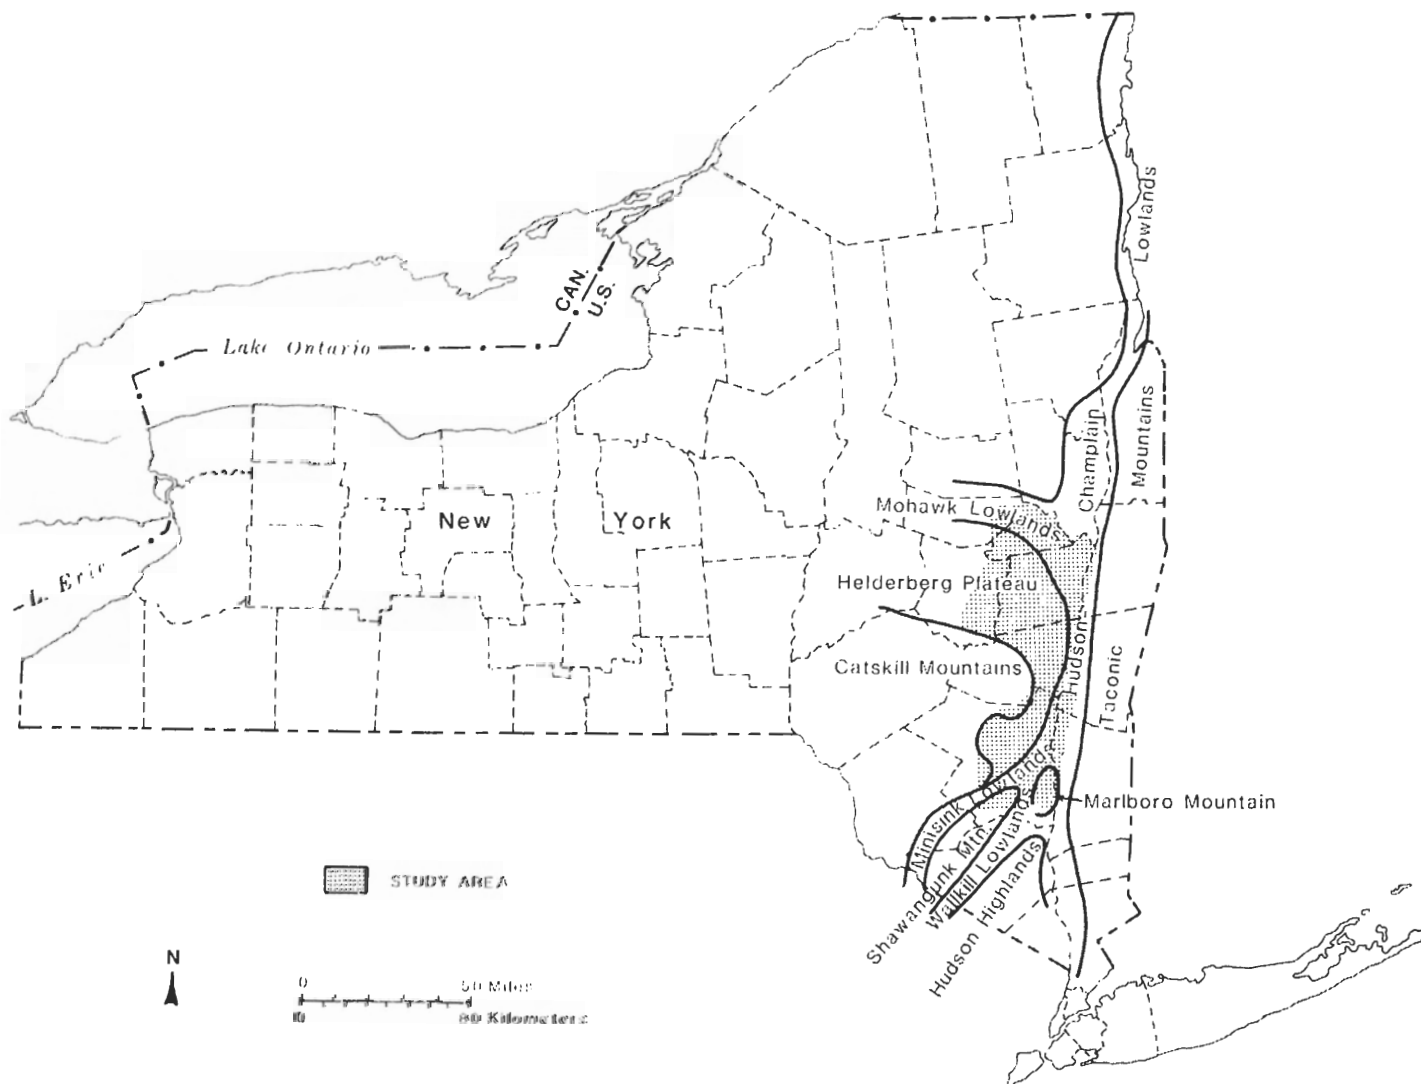 Lowlands
CAN.
U.S.
Lake Ontario
Champlain
Mountains
Mohawk Lowlands
New York
L. Erie
Helderberg Plateau
Hudson
Catskill Mountains
Taconic
Minisink Lowlands
Marlboro Mountain
Shawangunk Mtn.
Wallkill Lowlands
Hudson Highlands
STUDY AREA
N
0 50 Miles
0 80 Kilometers